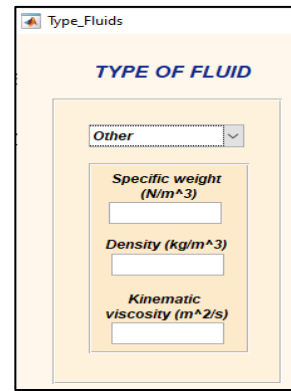 Type_Fluids
TYPE OF FLUID
Other
Specific weight
(N/m^3)
Density (kg/m^3)
Kinematic
viscosity (m^2/s)